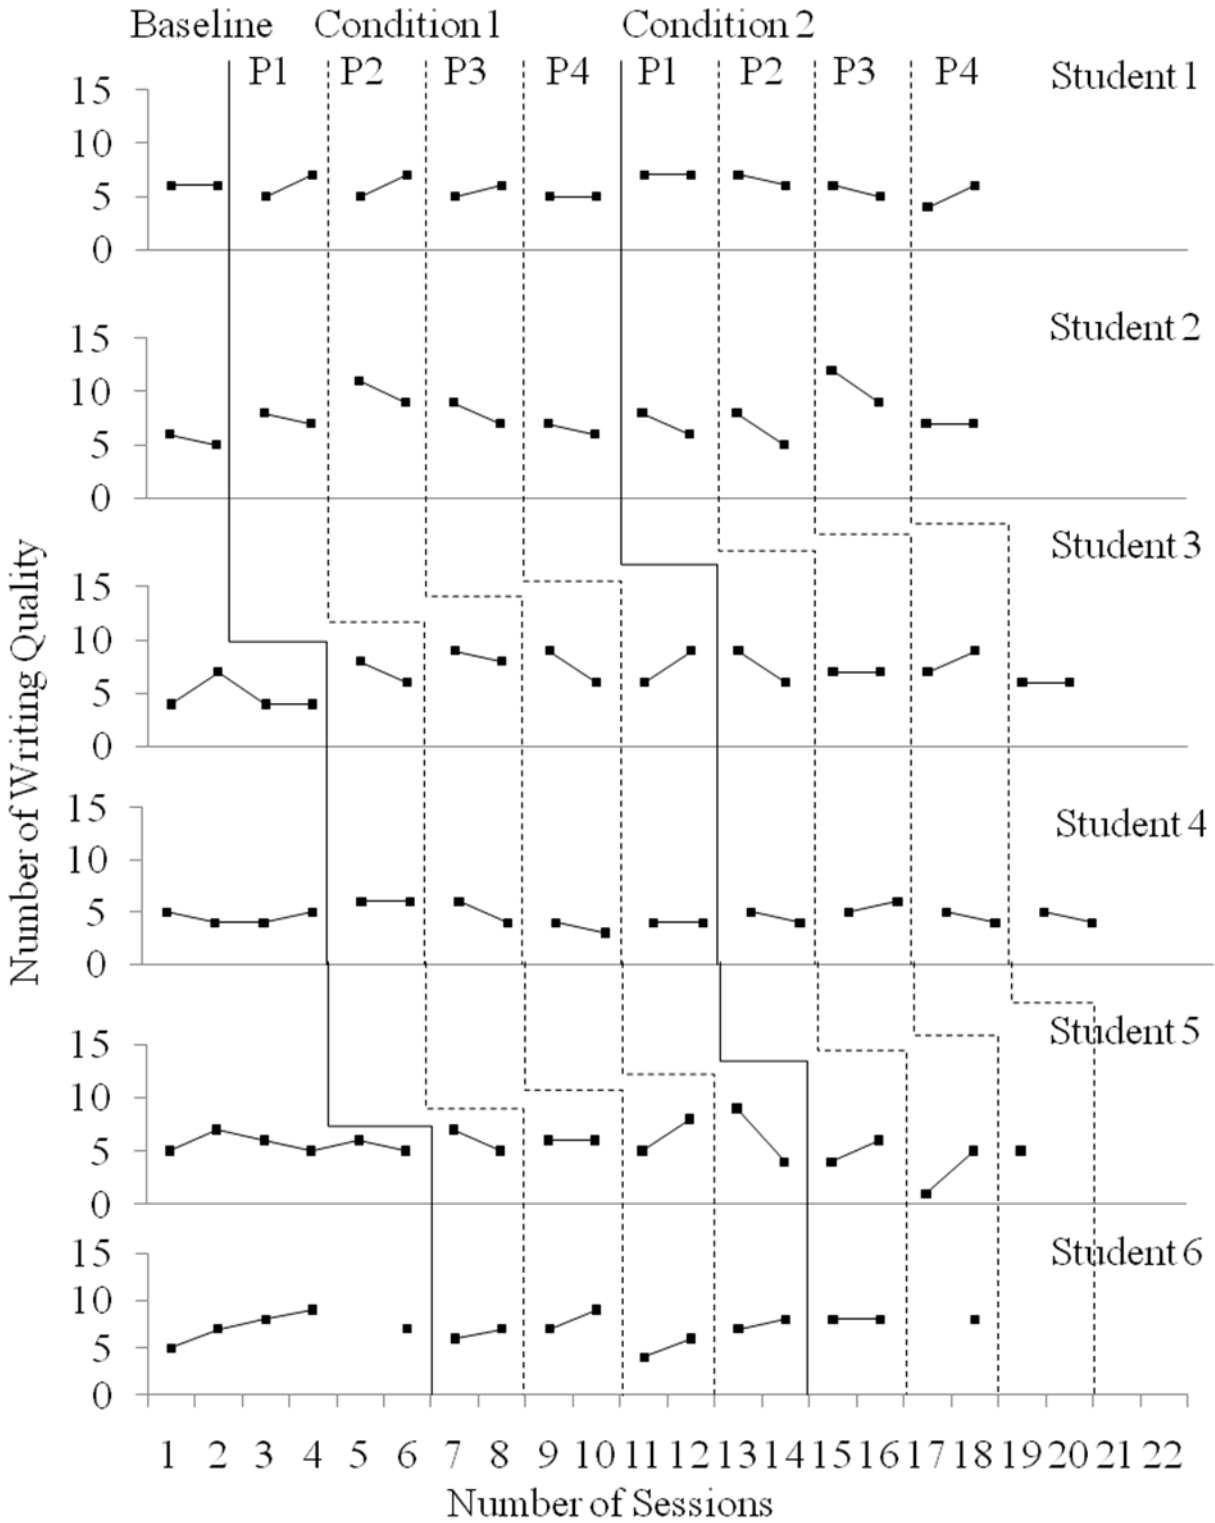 Baseline Condition 1 Condition 2
P1 P2 P3 P4 P1 P2 P3 P4
Student 1
15
10
5
0
Student 2
15
10
5
0
Student 3
15
10
5
0
Student 4
15
10
5
0
Student 5
15
10
5
0
Student 6
15
10
5
0
Number of Writing Quality
1 2 3 4 5 6 7 8 9 10 11 12 13 14 15 16 17 18 19 20 21 22
Number of Sessions